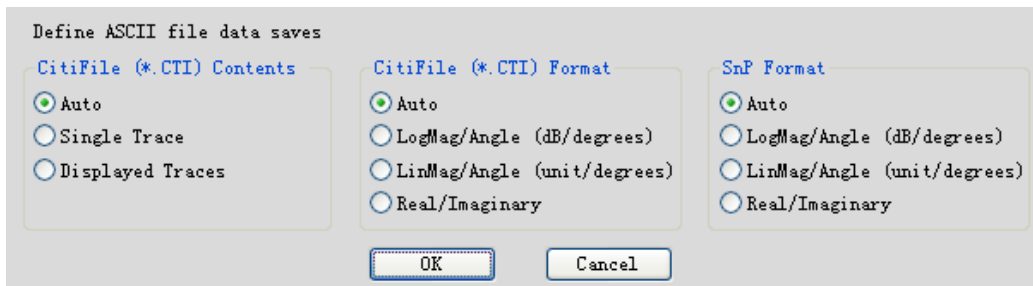 Define ASCII file data saves
CitiFile (*.CTI) Contents
Auto
Single Trace
Displayed Traces
CitiFile (*.CTI) Format
Auto
LogMag/Angle (dB/degrees)
LinMag/Angle (unit/degrees)
Real/Imaginary
SnP Format
Auto
LogMag/Angle (dB/degrees)
LinMag/Angle (unit/degrees)
Real/Imaginary
OK
Cancel